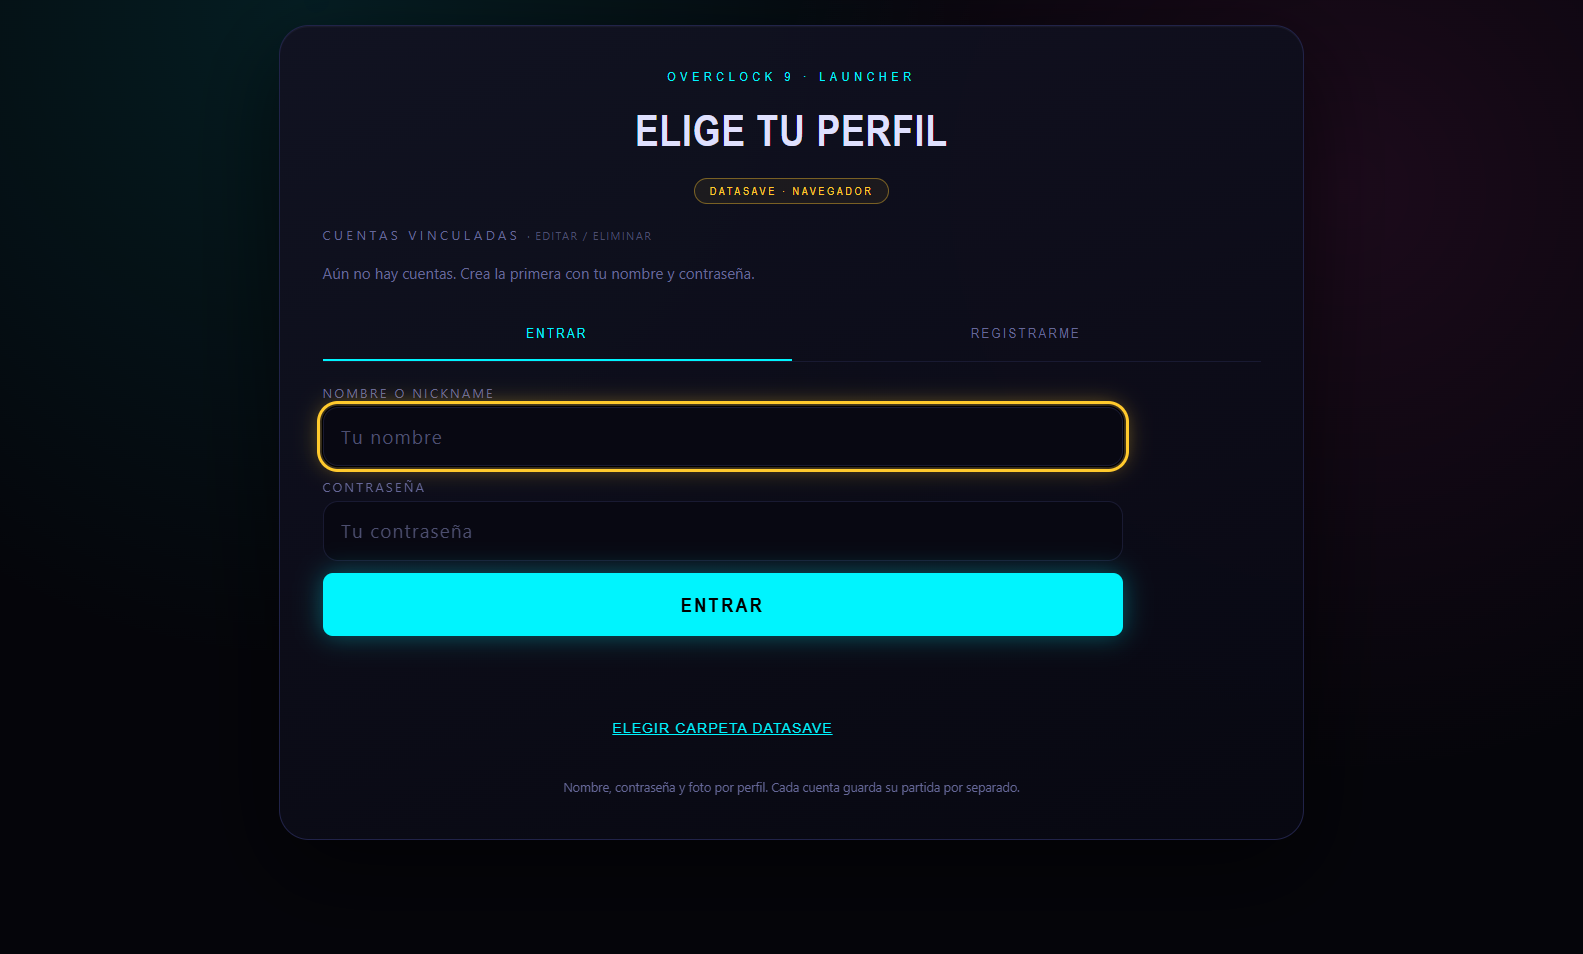 OVERCLOCK 9 · LAUNCHER
ELIGE TU PERFIL
DATASAVE · NAVEGADOR
CUENTAS VINCULADAS · EDITAR / ELIMINAR
Aún no hay cuentas. Crea la primera con tu nombre y contraseña.
ENTRAR REGISTRARME
NOMBRE O NICKNAME
Tu nombre
CONTRASEÑA
Tu contraseña
ENTRAR
ELEGIR CARPETA DATASAVE
Nombre, contraseña y foto por perfil. Cada cuenta guarda su partida por separado.